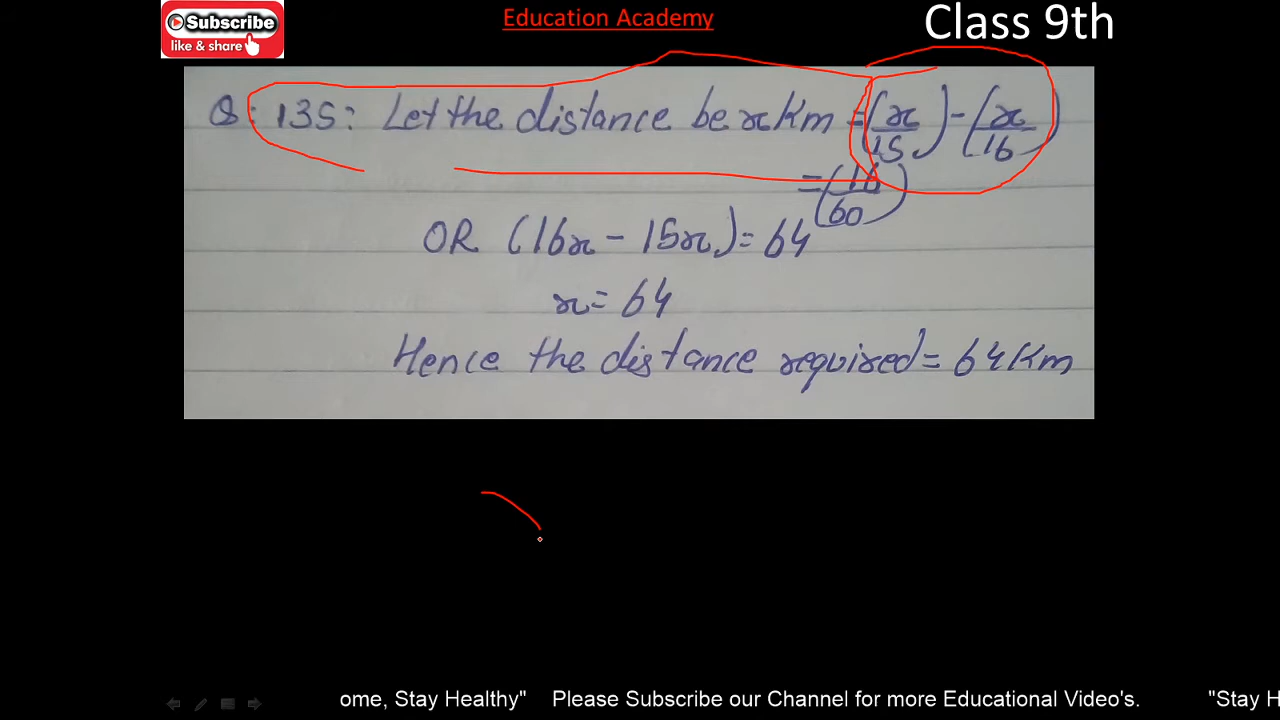 Subscribe
like & share
Education Academy
Class 9th
Q: 135: Let the distance be x Km = (x/15) - (x/16)
= (16/60)
OR (16x - 15x) = 64
x = 64
Hence the distance required = 64 Km
ome, Stay Healthy" Please Subscribe our Channel for more Educational Video's. "Stay H